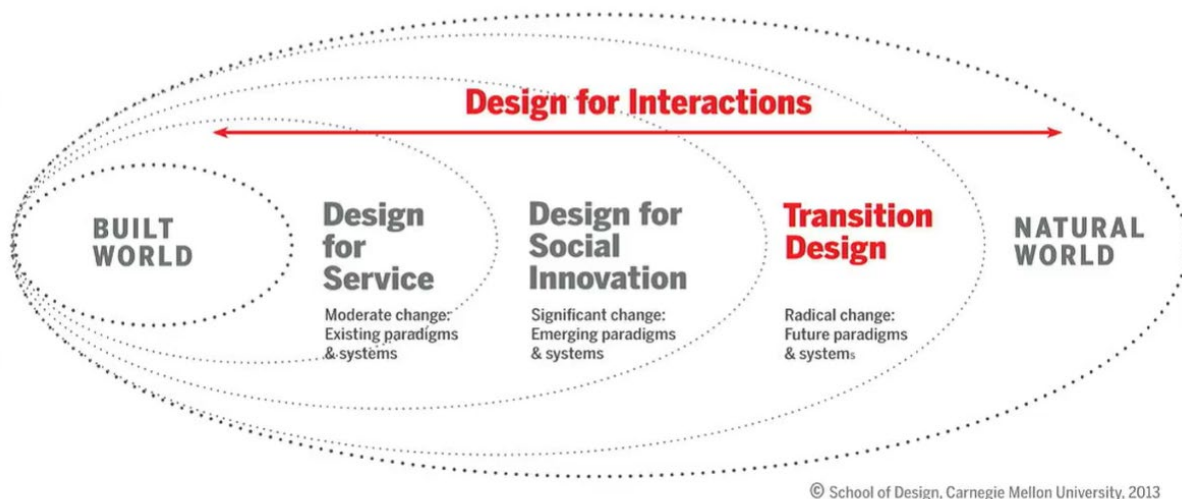 Design for Interactions
BUILT
WORLD
Design
for
Service
Moderate change:
Existing paradigms
& systems
Design for
Social
Innovation
Significant change:
Emerging paradigms
& systems
Transition
Design
Radical change:
Future paradigms
& systems
NATURAL
WORLD
© School of Design, Carnegie Mellon University, 2013